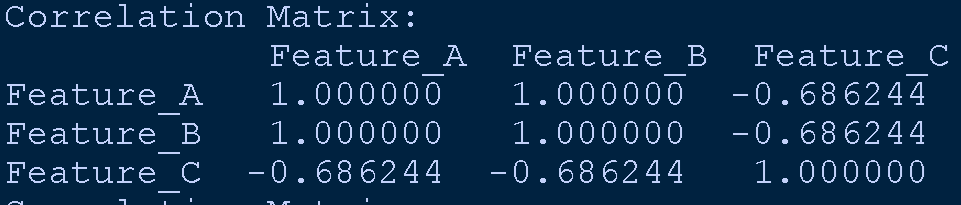 Correlation Matrix:
Feature_A Feature_B Feature_C
Feature_A 1.000000 1.000000 -0.686244
Feature_B 1.000000 1.000000 -0.686244
Feature_C -0.686244 -0.686244 1.000000